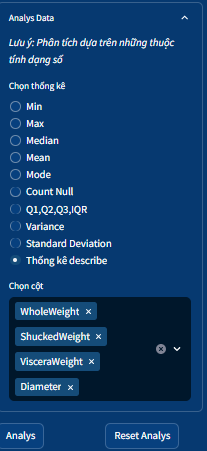 Analys Data
Lưu ý: Phân tích dựa trên những thuộc
tính dạng số
Chọn thống kê
Min
Max
Median
Mean
Mode
Count Null
Q1,Q2,Q3,IQR
Variance
Standard Deviation
Thống kê describe
Chọn cột
WholeWeight ×
ShuckedWeight ×
VisceraWeight ×
Diameter ×
Analys
Reset Analys